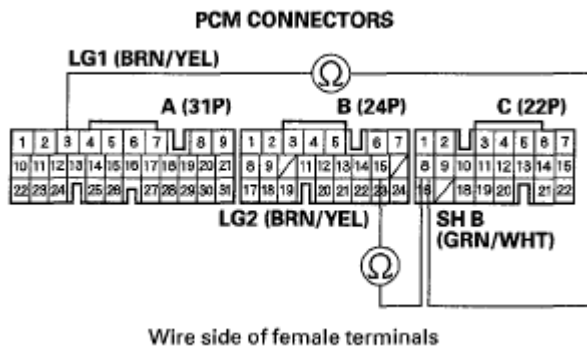 PCM CONNECTORS
LG1 (BRN/YEL)
Ω
A (31P) B (24P) C (22P)
1 2 3 4 5 6 7 8 9 1 2 3 4 5 6 7 1 2 3 4 5 6 7
10 11 12 13 14 15 16 17 18 19 20 21 8 9 11 12 13 14 15 8 9 10 11 12 13 14 15
22 23 24 25 26 27 28 29 30 31 17 18 19 20 21 22 23 24 16 18 19 20 21 22
LG2 (BRN/YEL) SH B
(GRN/WHT)
Ω
Wire side of female terminals